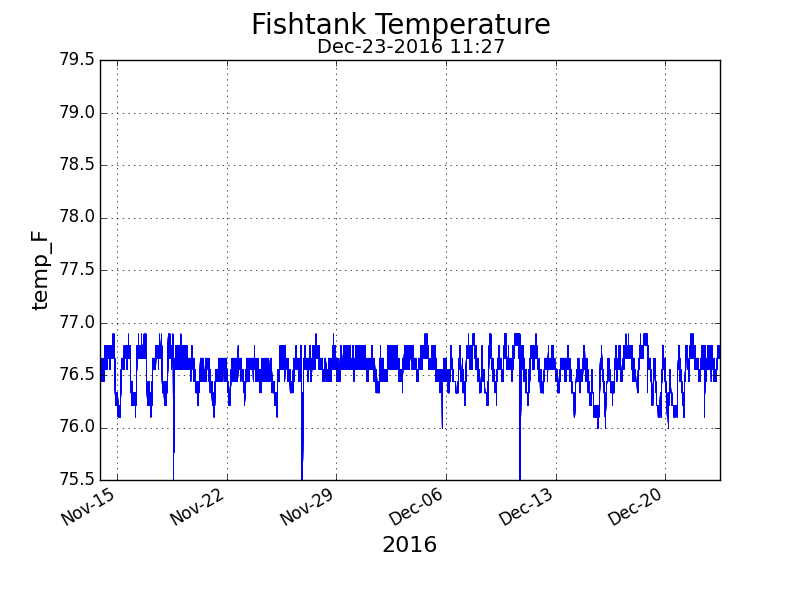 Fishtank Temperature
Dec-23-2016 11:27
79.5
79.0
78.5
78.0
77.5
77.0
76.5
76.0
75.5
temp_F
Nov-15
Nov-22
Nov-29
Dec-06
Dec-13
Dec-20
2016